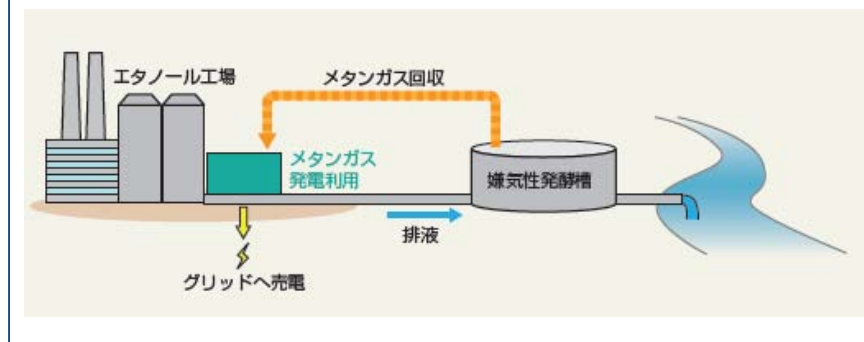 エタノール工場
メタンガス回収
メタンガス
発電利用
嫌気性発酵槽
排液
グリッドへ売電